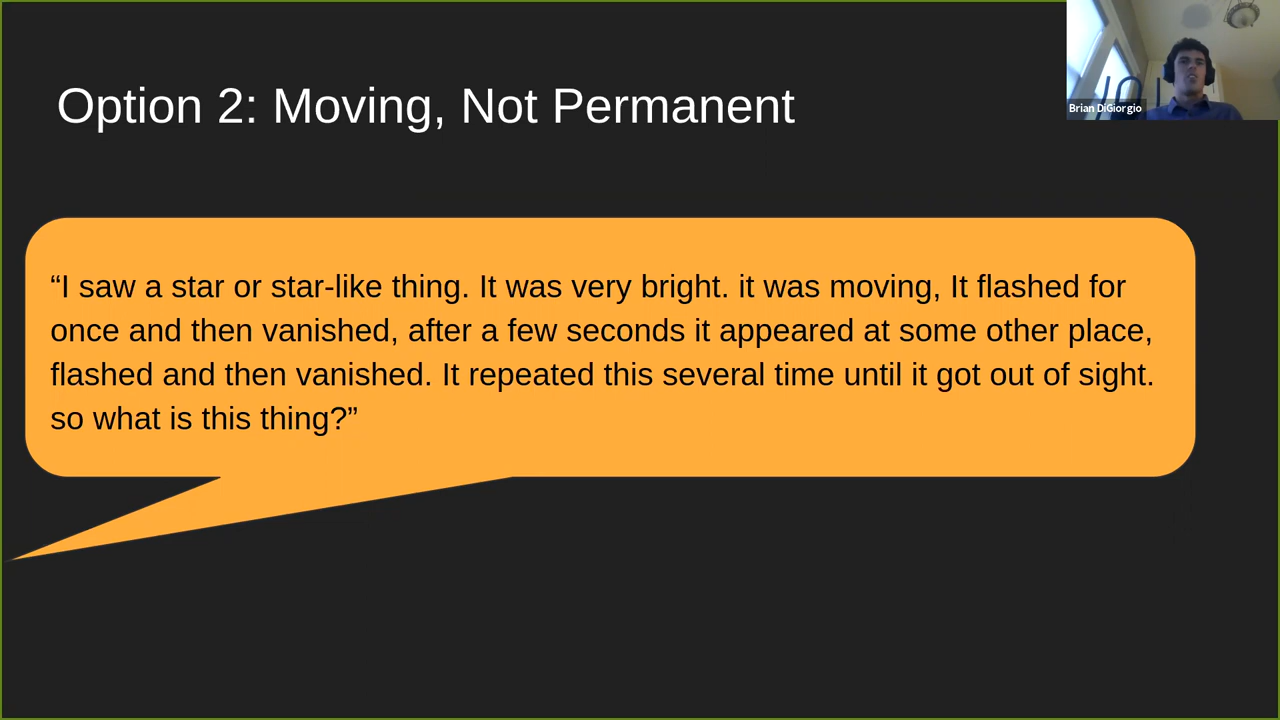 Option 2: Moving, Not Permanent
Brian DiGiorgio
“I saw a star or star-like thing. It was very bright. it was moving, It flashed for
once and then vanished, after a few seconds it appeared at some other place,
flashed and then vanished. It repeated this several time until it got out of sight.
so what is this thing?”